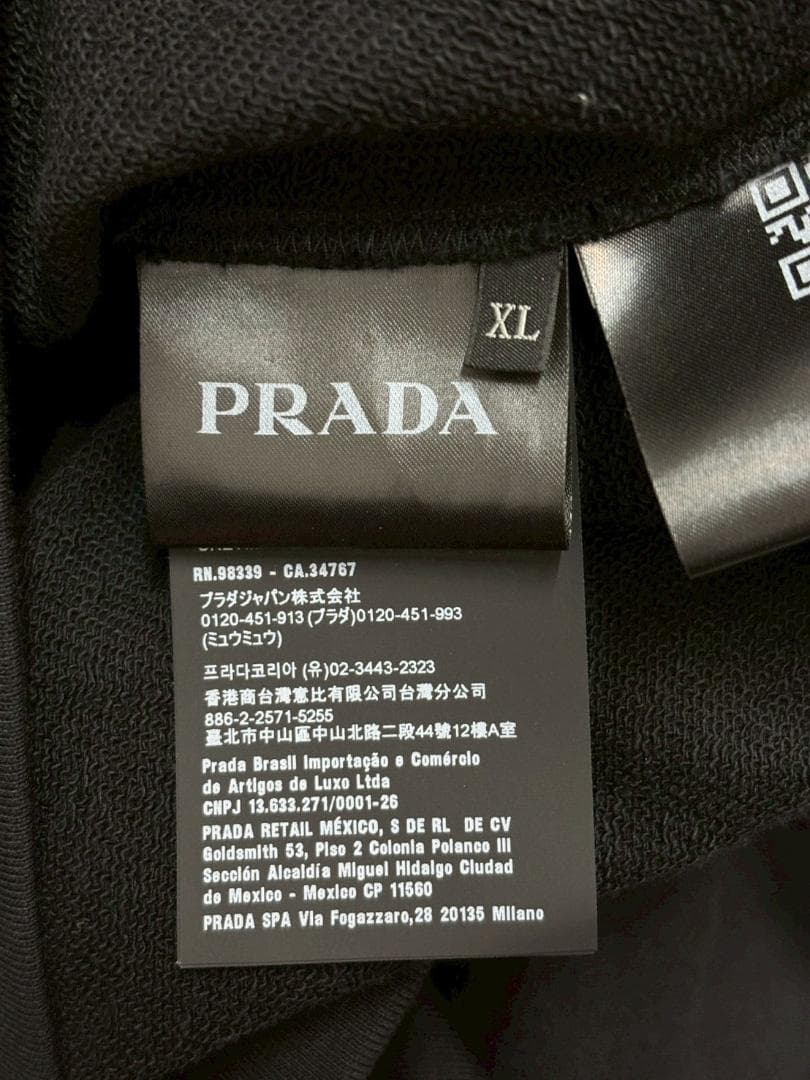 XL
PRADA
RN.98339 - CA.34767
プラダジャパン株式会社
0120-451-913 (プラダ)0120-451-993
(ミュウミュウ)
프라다코리아 (유)02-3443-2323
香港商台灣意比有限公司台灣分公司
886-2-2571-5255
臺北市中山區中山北路二段44號12樓A室
Prada Brasil Importação e Comércio
de Artigos de Luxo Ltda
CNPJ 13.633.271/0001-26
PRADA RETAIL MÉXICO, S DE RL DE CV
Goldsmith 53, Piso 2 Colonia Polanco III
Sección Alcaldía Miguel Hidalgo Ciudad
de Mexico - Mexico CP 11560
PRADA SPA Via Fogazzaro,28 20135 Milano